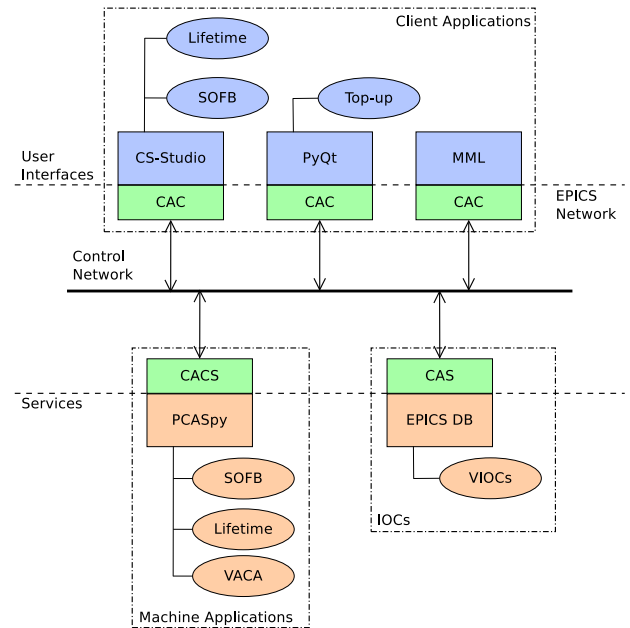 Client Applications
Lifetime
SOFB
Top-up
CS-Studio
PyQt
MML
User
Interfaces
CAC
CAC
CAC
EPICS
Network
Control
Network
CACS
CAS
Services
PCASpy
EPICS DB
SOFB
VIOCs
Lifetime
IOCs
VACA
Machine Applications